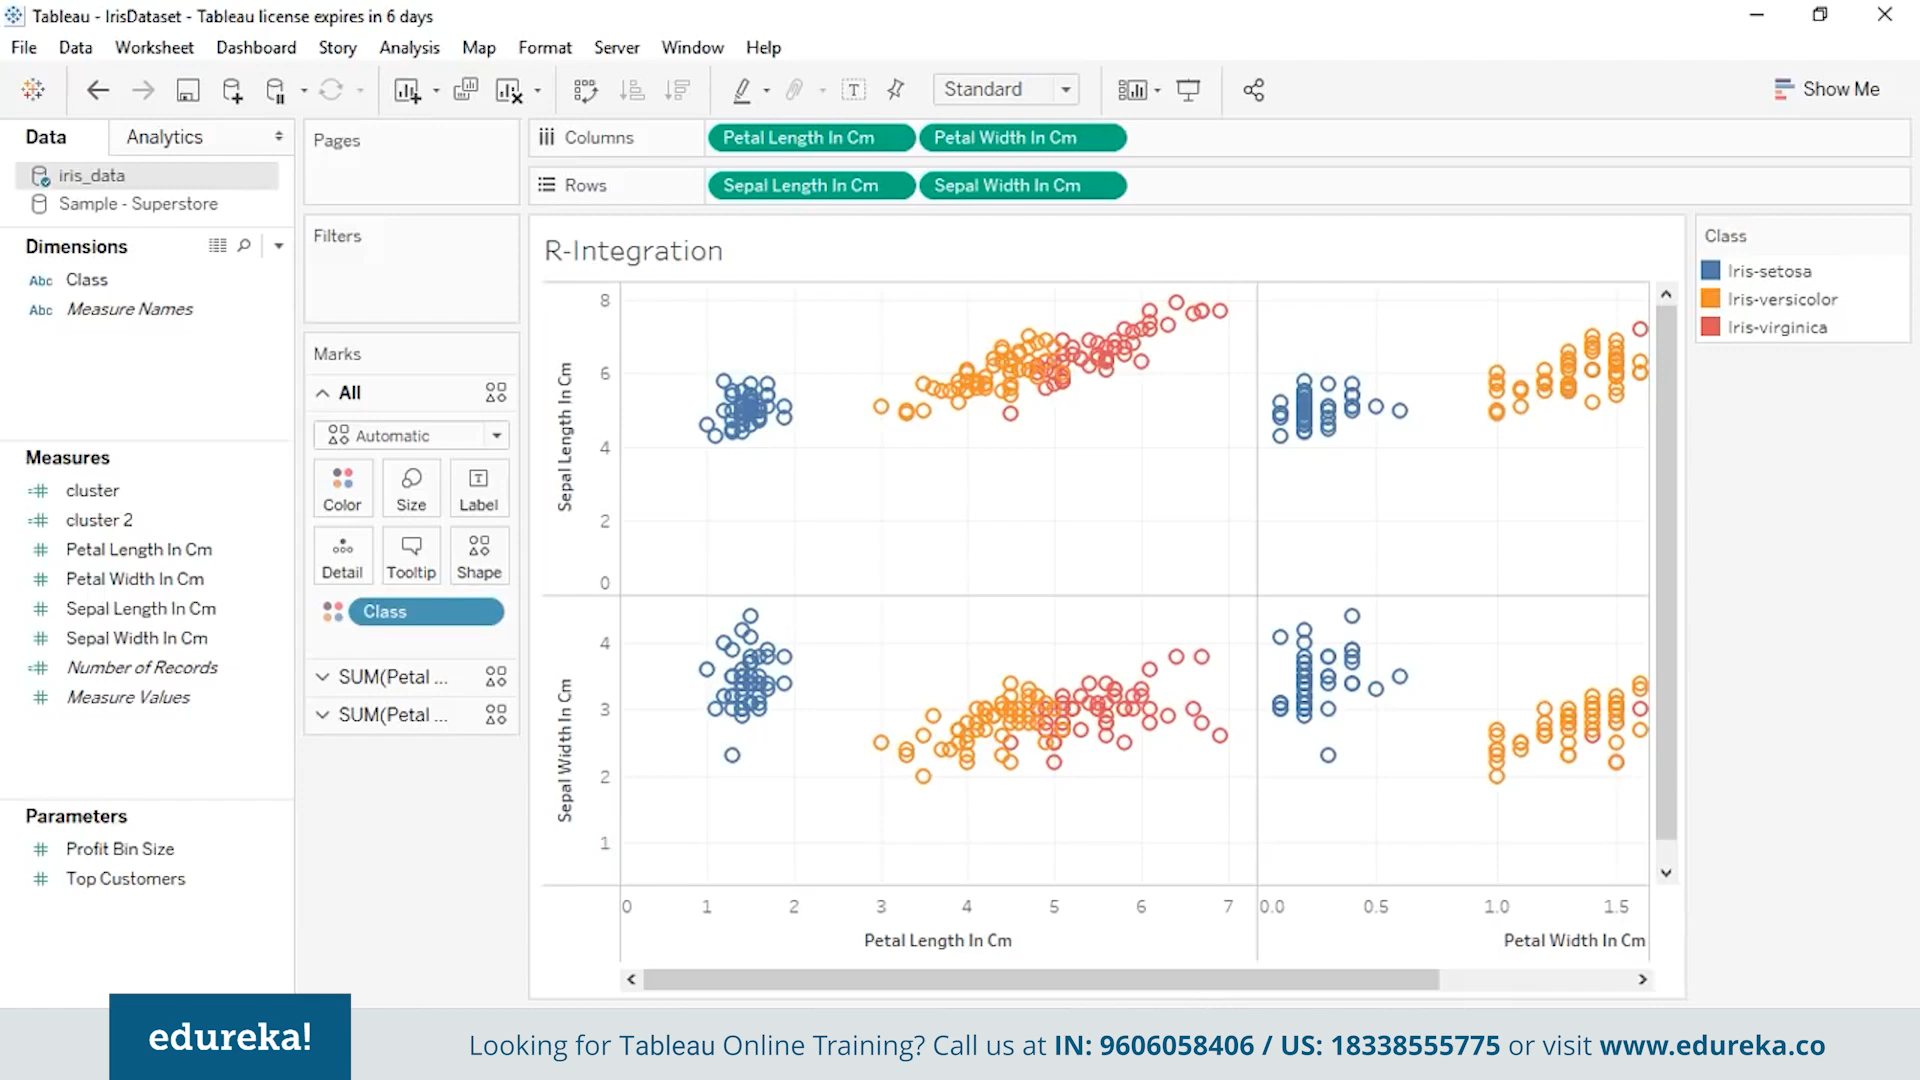 Tableau - IrisDataset - Tableau license expires in 6 days
File Data Worksheet Dashboard Story Analysis Map Format Server Window Help
Standard
Show Me
Data Analytics
iris_data
Sample - Superstore
Dimensions
Abc Class
Abc Measure Names
Measures
cluster
cluster 2
Petal Length In Cm
Petal Width In Cm
Sepal Length In Cm
Sepal Width In Cm
Number of Records
Measure Values
Parameters
Profit Bin Size
Top Customers
Pages
Filters
Marks
All
Automatic
Color Size Label
Detail Tooltip Shape
Class
SUM(Petal ...
SUM(Petal ...
Columns Petal Length In Cm Petal Width In Cm
Rows Sepal Length In Cm Sepal Width In Cm
R-Integration
Sepal Length In Cm
8
6
4
2
0
Sepal Width In Cm
4
3
2
1
0 1 2 3 4 5 6 7 0.0 0.5 1.0 1.5
Petal Length In Cm Petal Width In Cm
Class
Iris-setosa
Iris-versicolor
Iris-virginica
edureka!
Looking for Tableau Online Training? Call us at IN: 9606058406 / US: 18338555775 or visit www.edureka.co